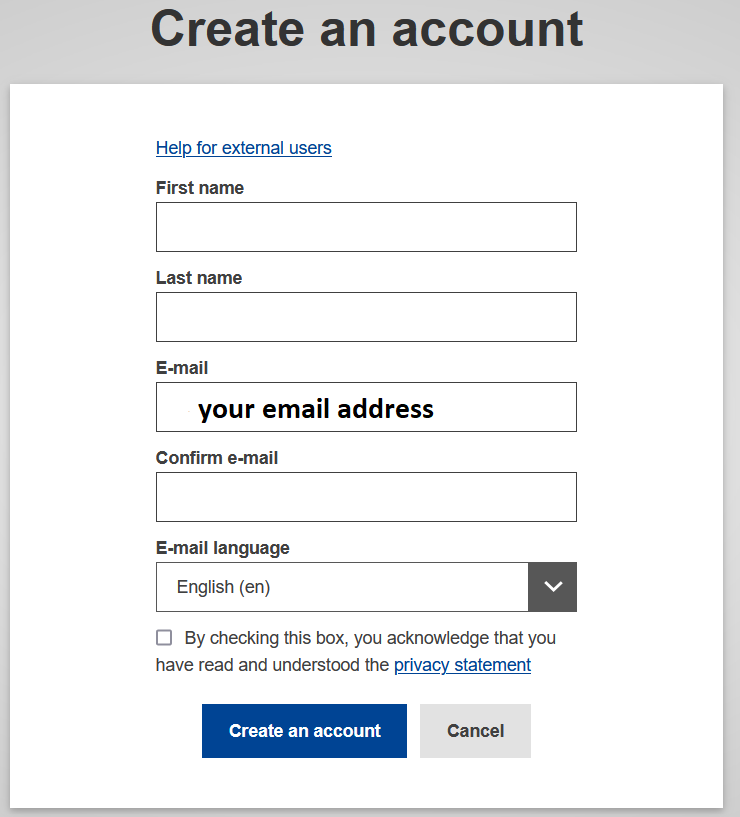 Create an account
Help for external users
First name
Last name
E-mail
your email address
Confirm e-mail
E-mail language
English (en)
By checking this box, you acknowledge that you
have read and understood the privacy statement
Create an account
Cancel